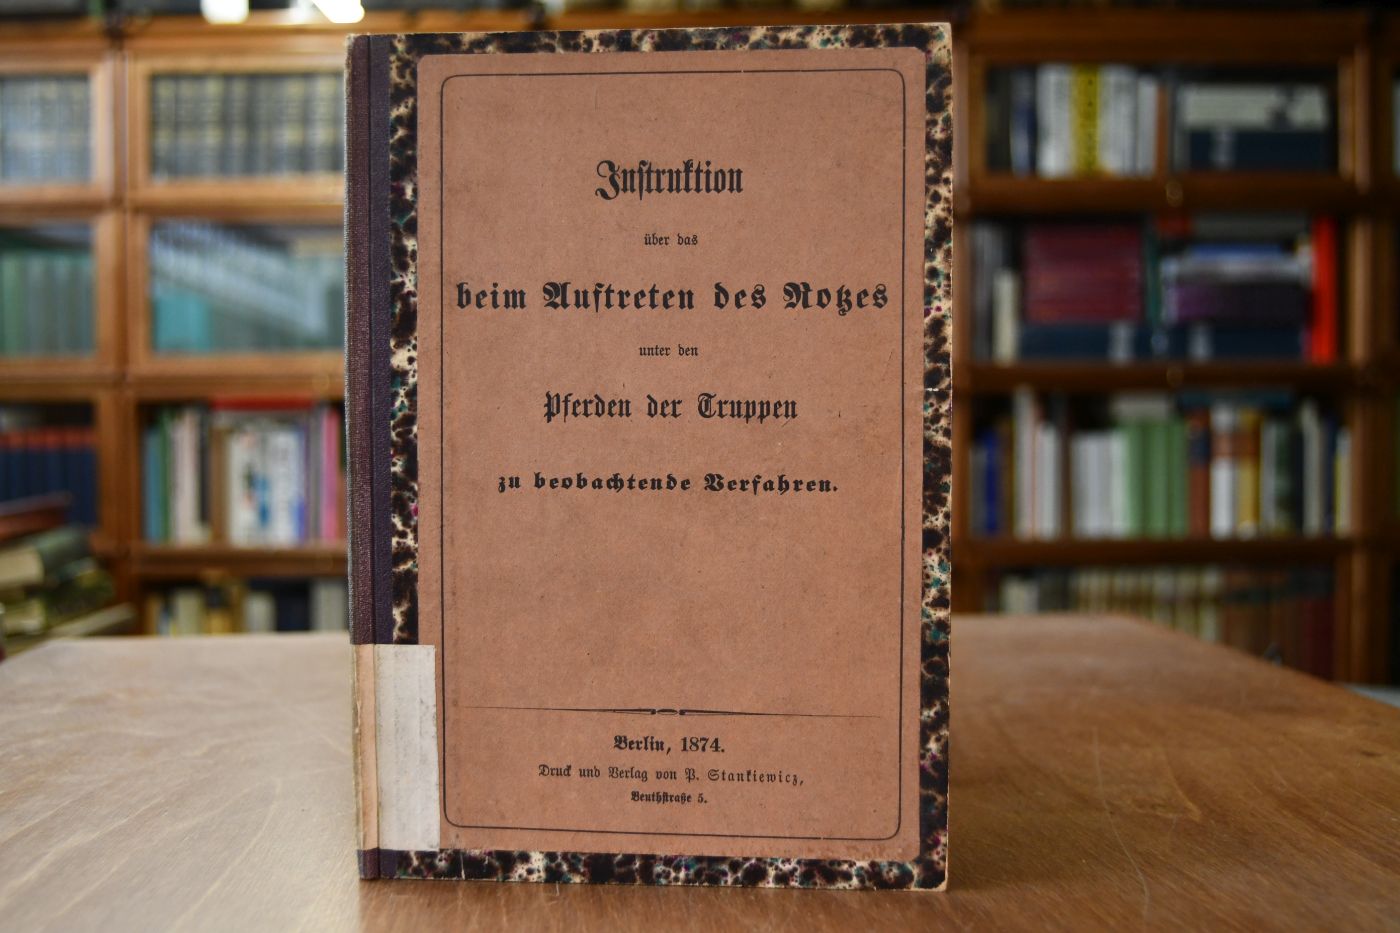 Instruktion
über das
beim Auftreten des Rotzes
unter den
Pferden der Truppen
zu beobachtende Verfahren.
Berlin, 1874.
Druck und Verlag von P. Stankiewicz,
Beuthstraße 5.